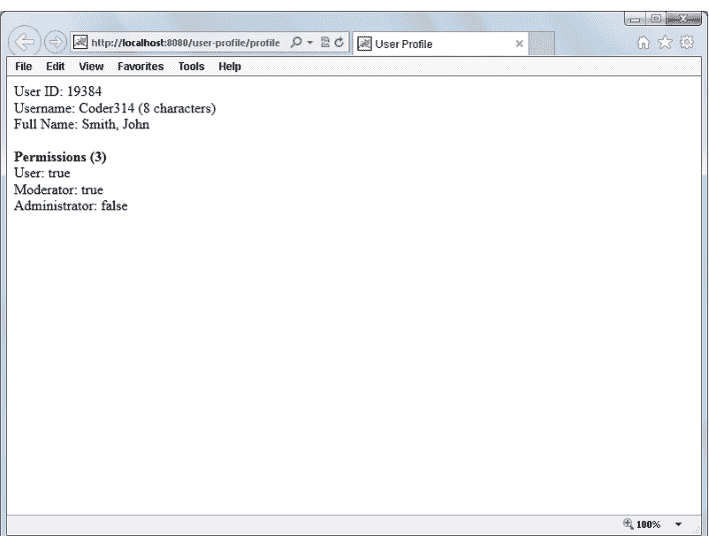 http://localhost:8080/user-profile/profile
User Profile
File Edit View Favorites Tools Help
User ID: 19384
Username: Coder314 (8 characters)
Full Name: Smith, John
Permissions (3)
User: true
Moderator: true
Administrator: false
100%